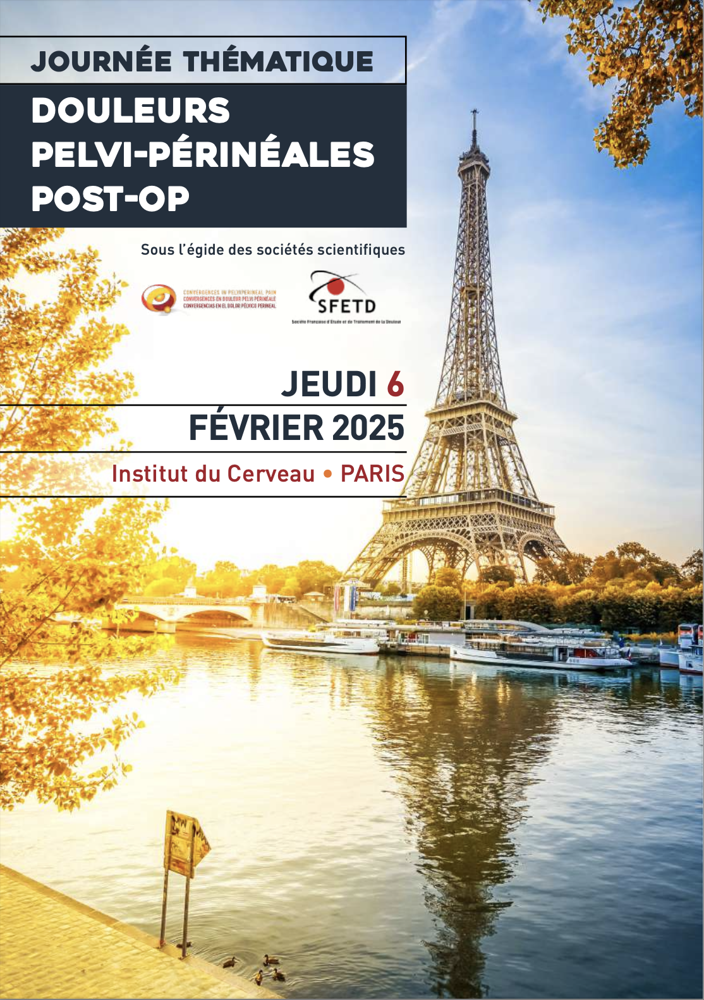 JOURNÉE THÉMATIQUE
DOULEURS
PELVI-PÉRINÉALES
POST-OP
Sous l'égide des sociétés scientifiques
CONVERGENCES IN PELVIPERINEAL PAIN
CONVERGENCES EN DOULEUR PELVI PÉRINÉALE
CONVERGENCIAS EN EL DOLOR PÉLVICO PERINEAL
SFETD
Société Française d'Etude et de Traitement de la Douleur
JEUDI 6
FÉVRIER 2025
Institut du Cerveau • PARIS